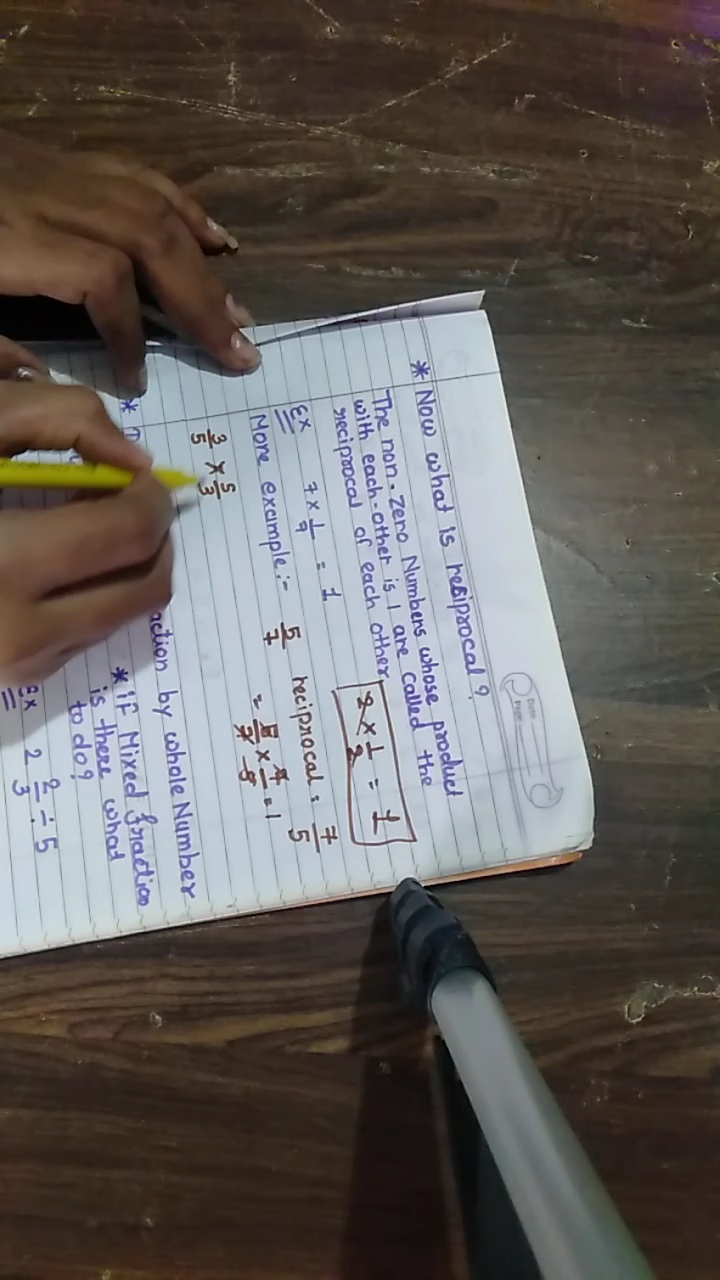 Date
Page
* Now what is reciprocal?
The non-zero Numbers whose product
with each-other is 1 are called the
reciprocal of each other
2 × 1/2 = 1
Ex 7 × 1/7 = 1
More example:- 5/7 reciprocal = 7/5
= 5/7 × 7/5 = 1
3/5 × 5/3
action by whole Number
* if Mixed fraction
is there what
to do?
Ex 2 2/3 ÷ 5